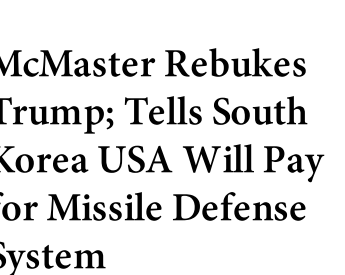 McMaster Rebukes
Trump; Tells South
Korea USA Will Pay
for Missile Defense
System